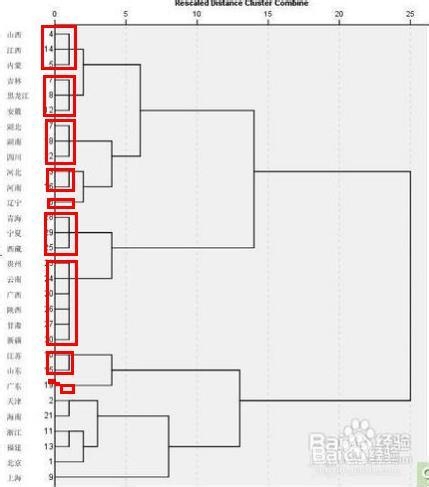 Rescaled Distance Cluster Combine
0 5 10 15 20 25
山西 4
江西 14
内蒙 5
吉林 7
黑龙江 8
安徽 12
湖北
湖南
四川
河北
河南
辽宁
青海
宁夏 29
西藏
贵州
云南 24
广西
陕西
甘肃 27
新疆
江苏
山东
广东
天津 2
海南 21
浙江 11
福建 13
北京 1
上海 9
Baidu经验